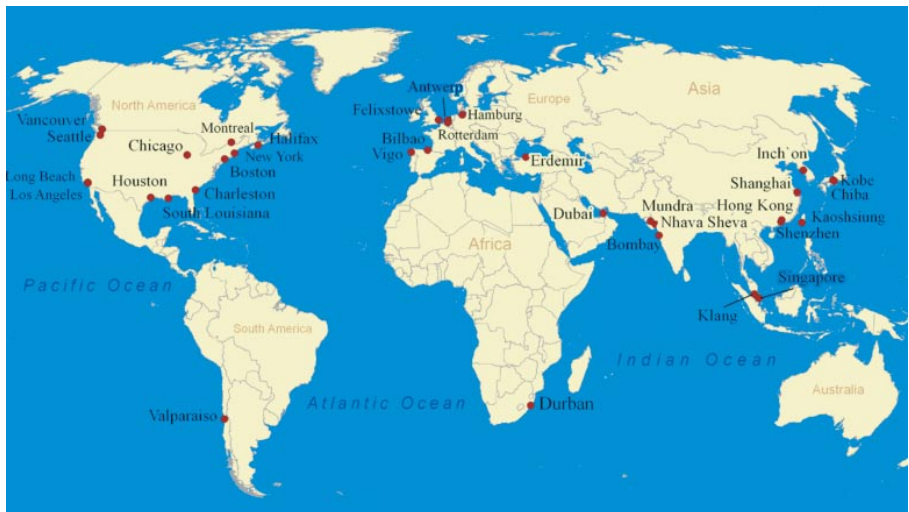 Asia
Antwerp
North America
Europe
Felixstowe
Hamburg
Vancouver
Seattle
Montreal
Halifax
Rotterdam
Chicago
Bilbao
New York
Vigo
Boston
Erdemir
Inch`on
Long Beach
Los Angeles
Houston
Charleston
Shanghai
Kobe
Chiba
South Louisiana
Dubai
Mundra
Hong Kong
Kaoshsiung
Nhava Sheva
Shenzhen
Bombay
Africa
Pacific Ocean
Singapore
Klang
South America
Indian Ocean
Australia
Atlantic Ocean
Durban
Valparaiso